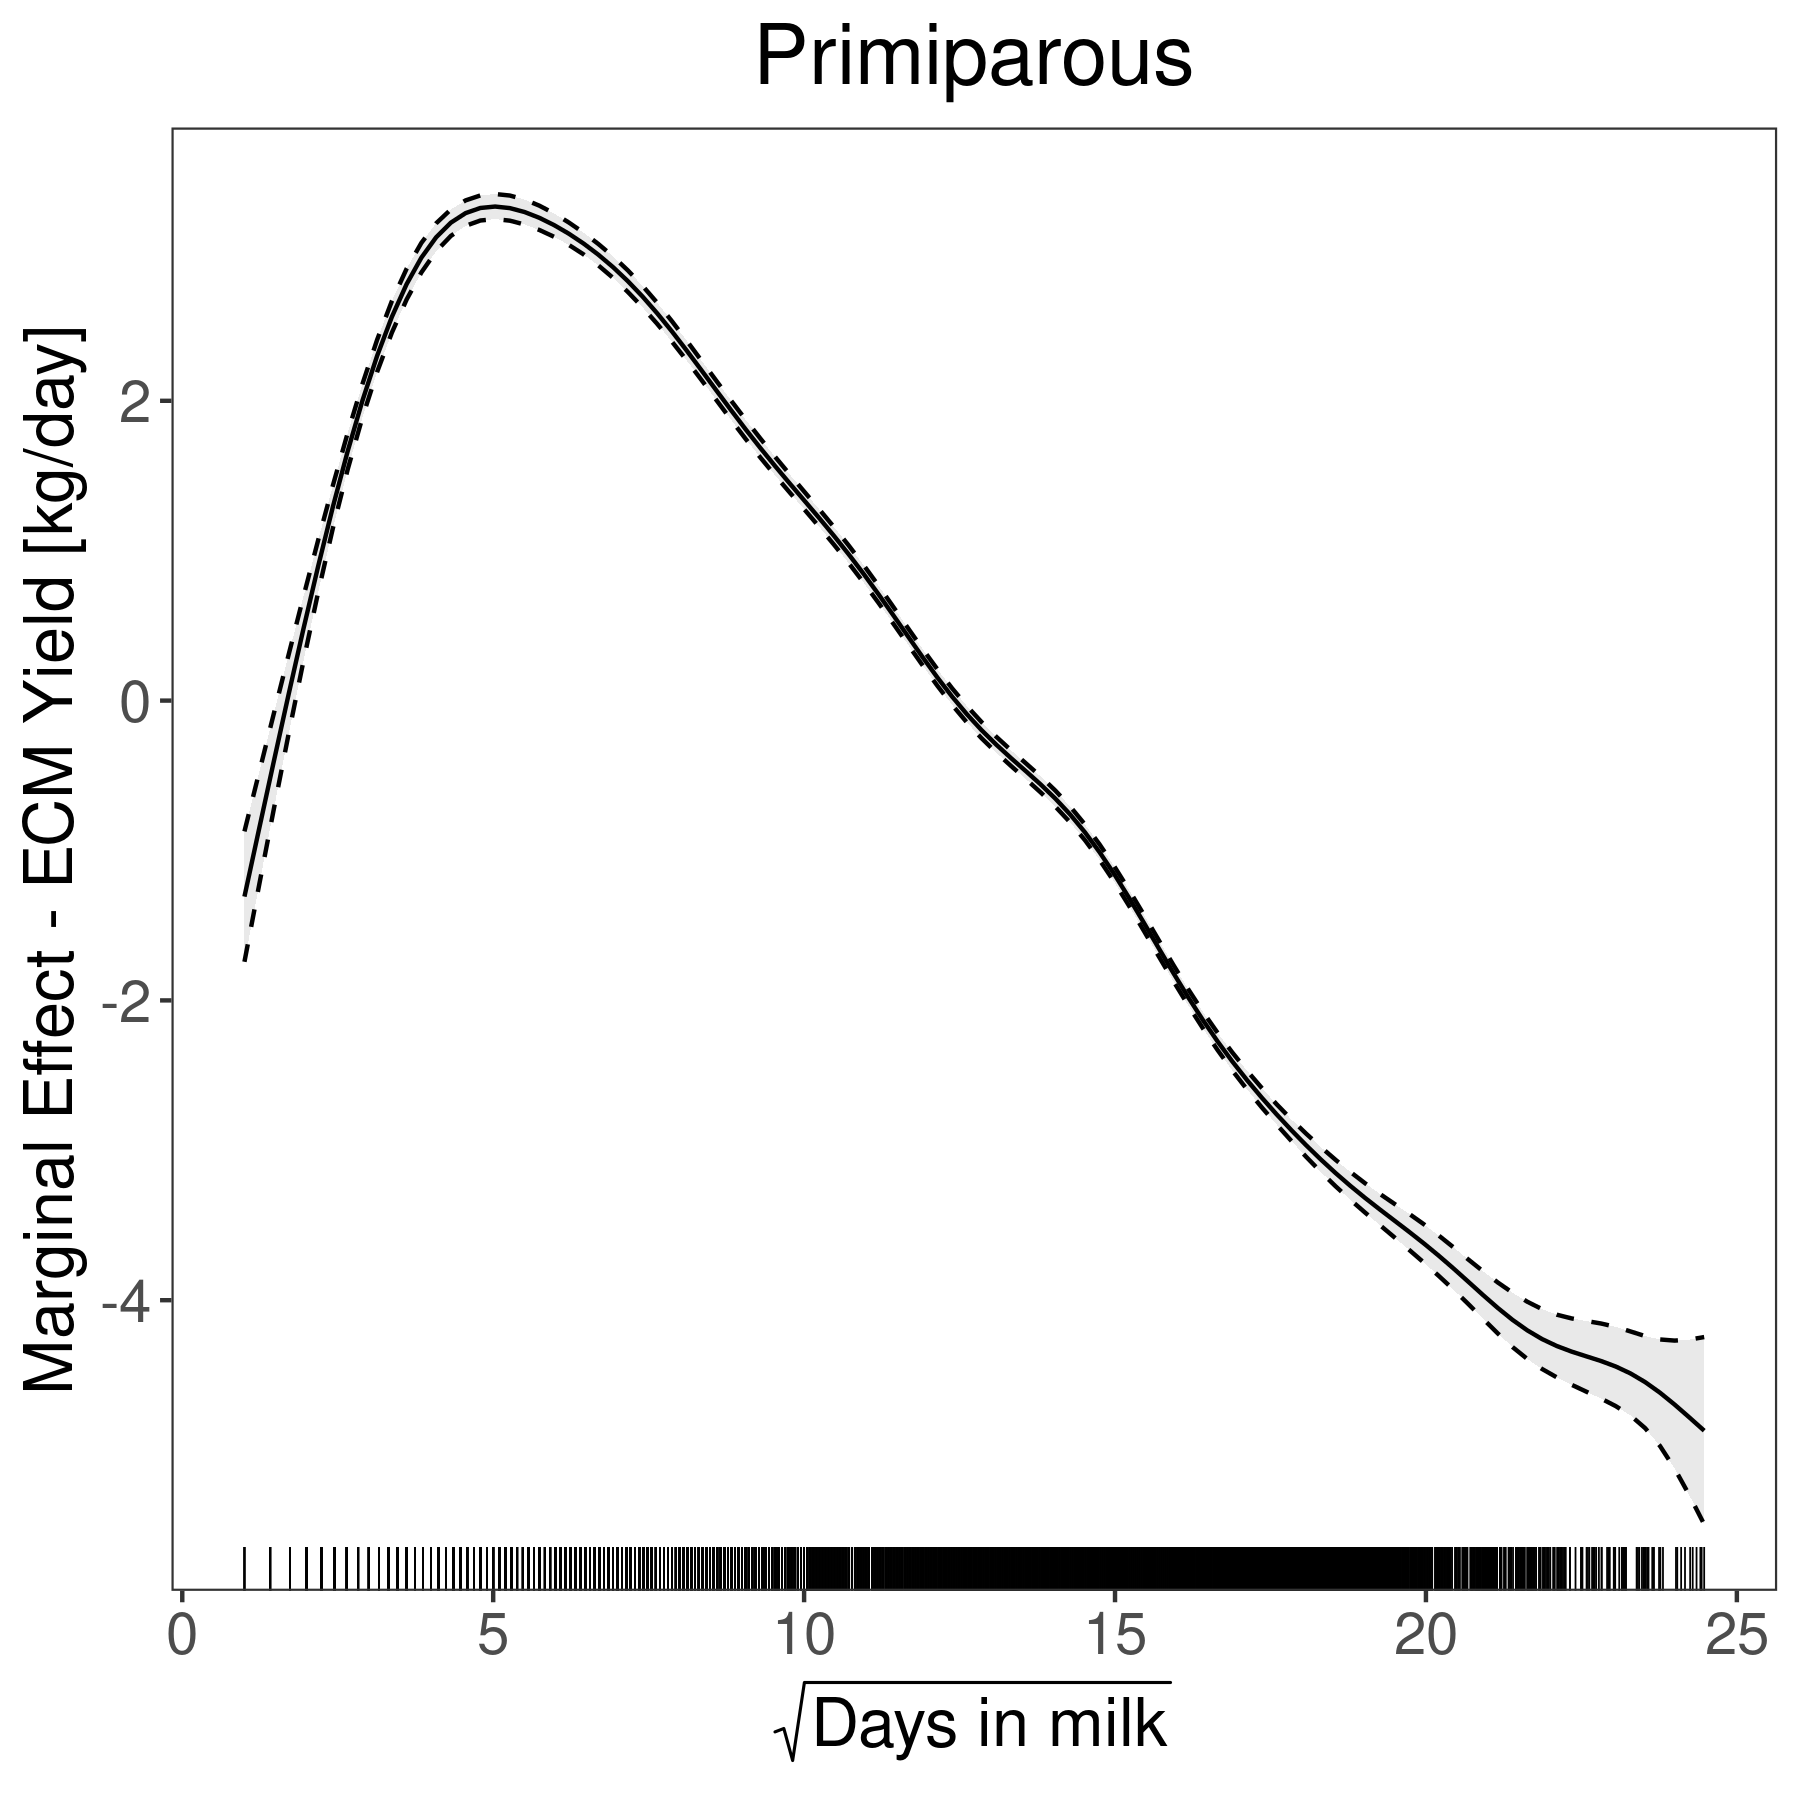 Primiparous
Marginal Effect - ECM Yield [kg/day]
2
0
-2
-4
0 5 10 15 20 25
√Days in milk